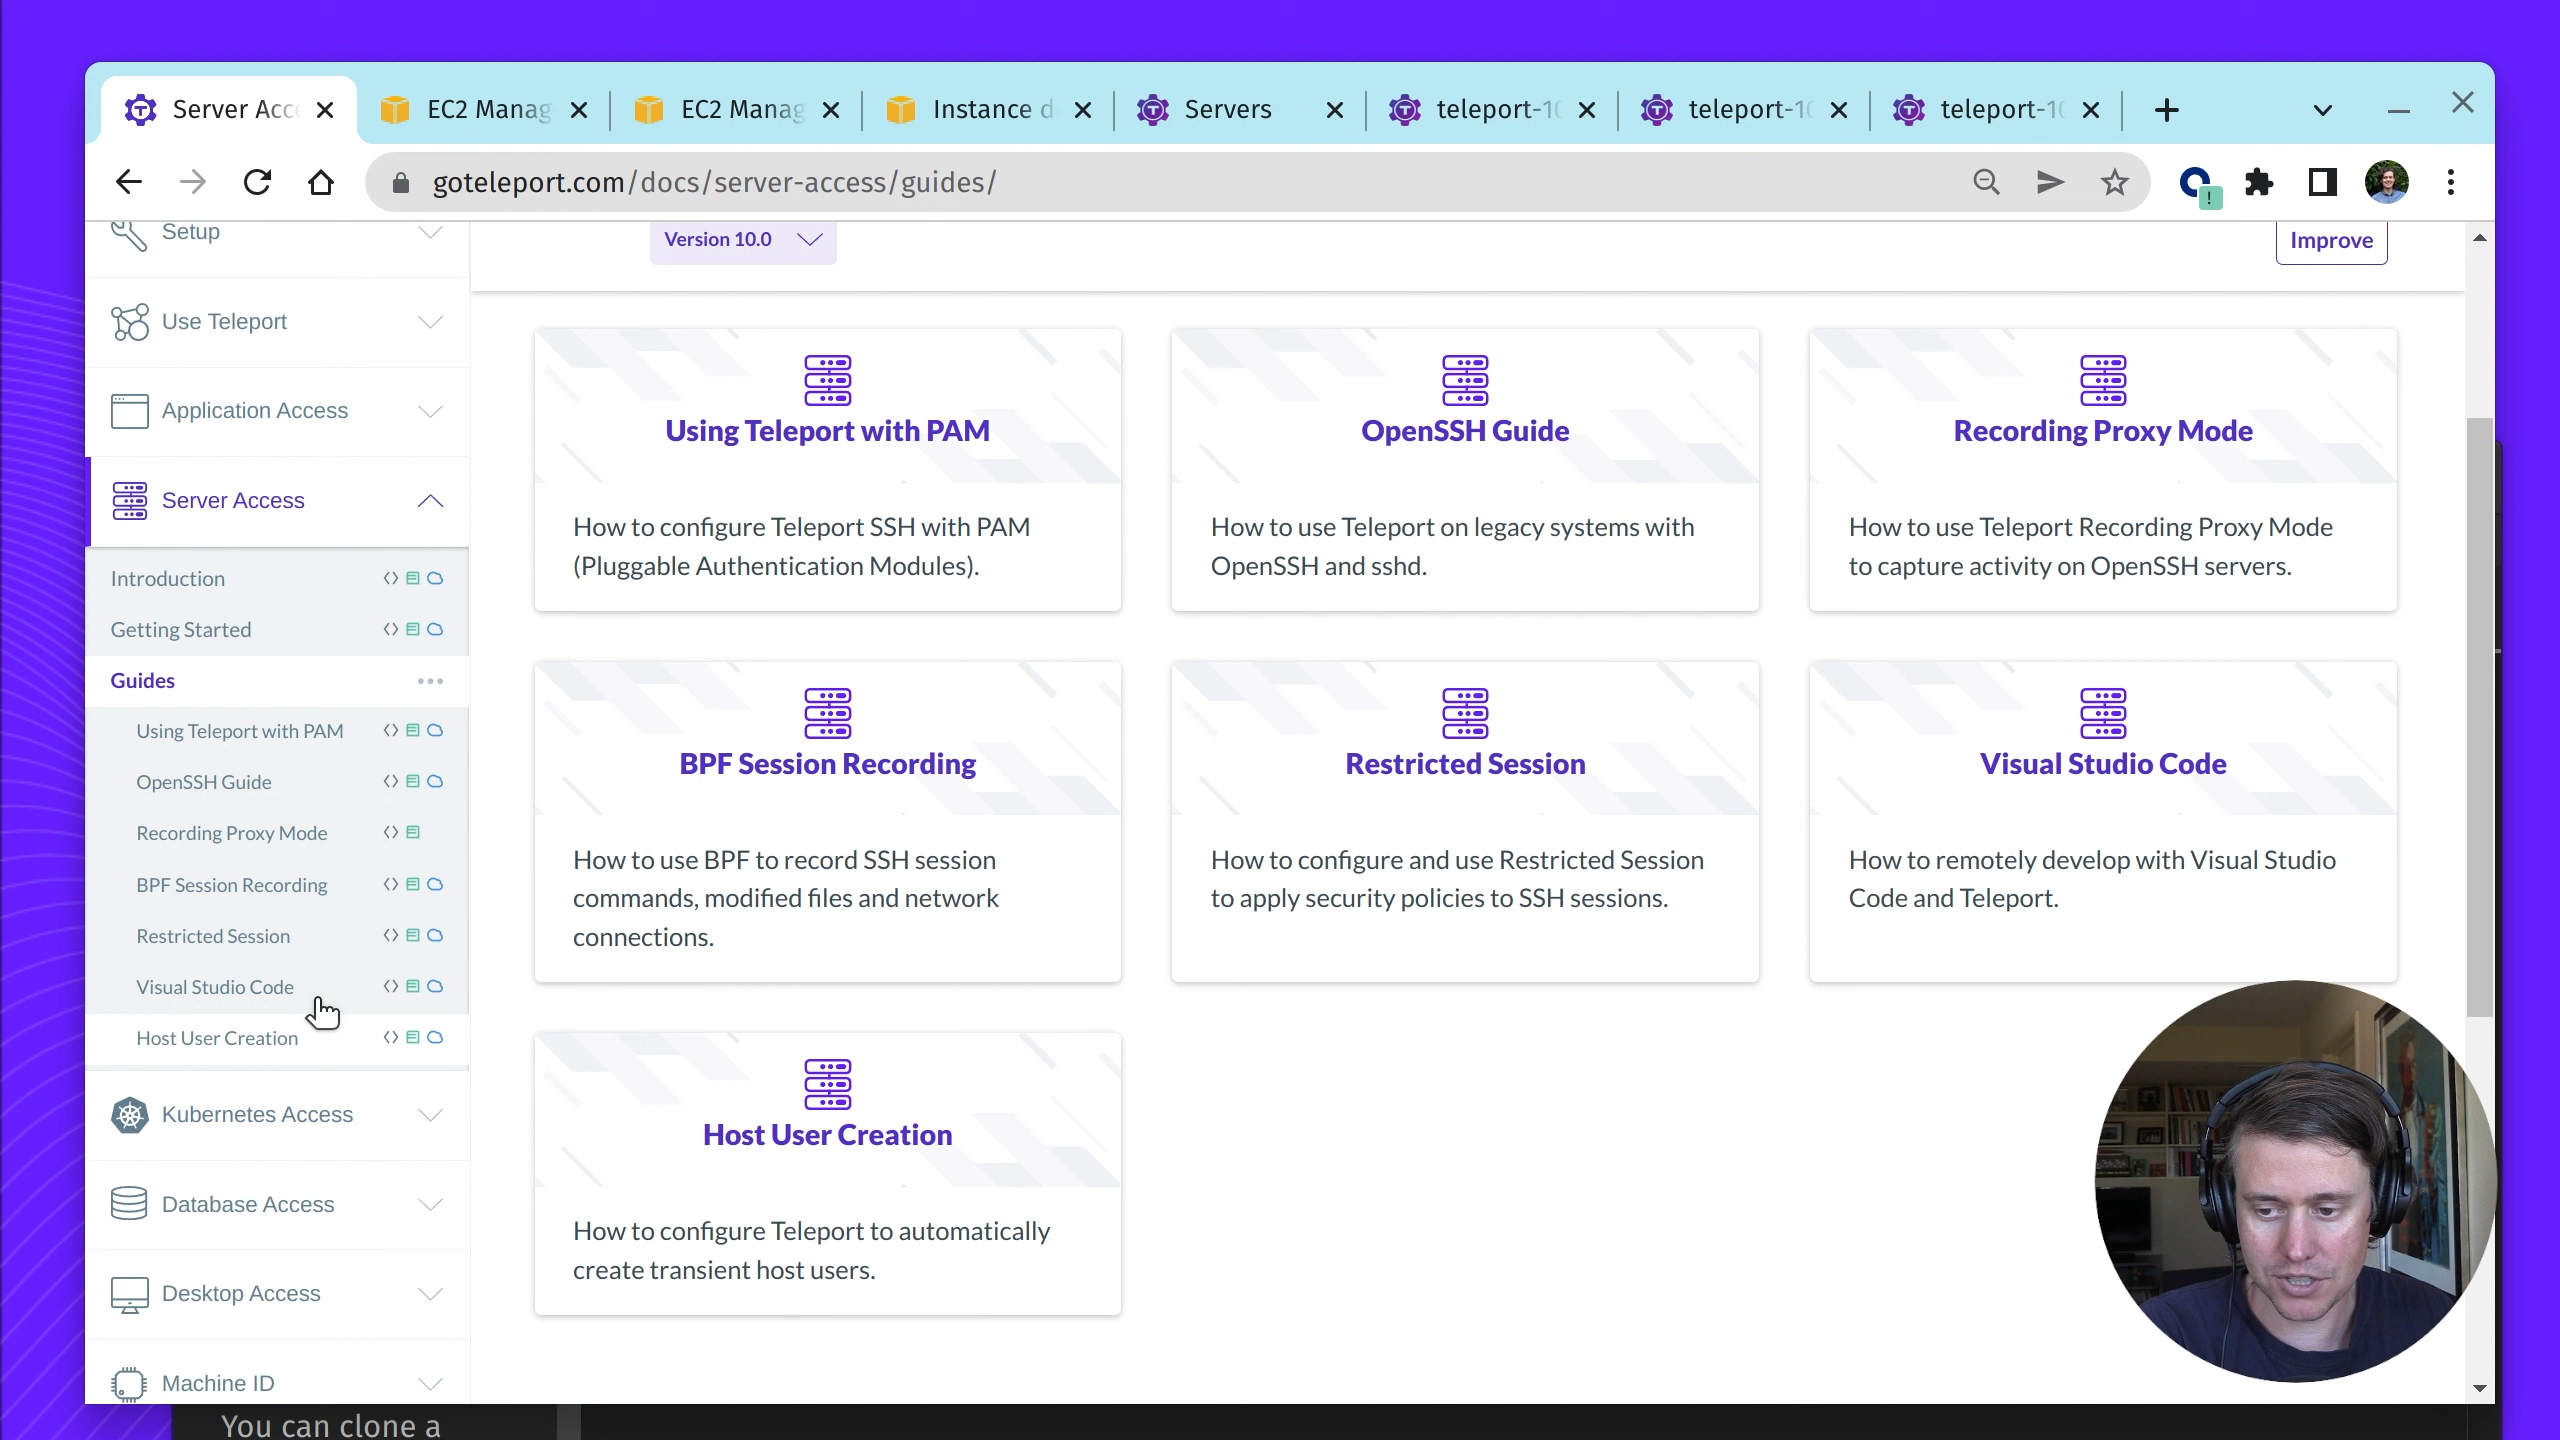 Server Acc
EC2 Manag
EC2 Manag
Instance d
Servers
teleport-10
teleport-10
teleport-10
goteleport.com/docs/server-access/guides/
Setup
Use Teleport
Application Access
Server Access
Introduction
Getting Started
Guides
Using Teleport with PAM
OpenSSH Guide
Recording Proxy Mode
BPF Session Recording
Restricted Session
Visual Studio Code
Host User Creation
Kubernetes Access
Database Access
Desktop Access
Machine ID
Version 10.0
Improve
Using Teleport with PAM
How to configure Teleport SSH with PAM
(Pluggable Authentication Modules).
OpenSSH Guide
How to use Teleport on legacy systems with
OpenSSH and sshd.
Recording Proxy Mode
How to use Teleport Recording Proxy Mode
to capture activity on OpenSSH servers.
BPF Session Recording
How to use BPF to record SSH session
commands, modified files and network
connections.
Restricted Session
How to configure and use Restricted Session
to apply security policies to SSH sessions.
Visual Studio Code
How to remotely develop with Visual Studio
Code and Teleport.
Host User Creation
How to configure Teleport to automatically
create transient host users.
You can clone a